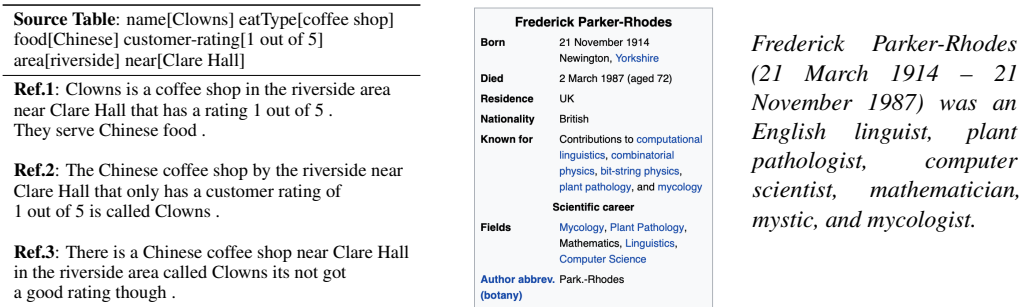 Source Table: name[Clowns] eatType[coffee shop]
food[Chinese] customer-rating[1 out of 5]
area[riverside] near[Clare Hall]
Ref.1: Clowns is a coffee shop in the riverside area
near Clare Hall that has a rating 1 out of 5 .
They serve Chinese food .
Ref.2: The Chinese coffee shop by the riverside near
Clare Hall that only has a customer rating of
1 out of 5 is called Clowns .
Ref.3: There is a Chinese coffee shop near Clare Hall
in the riverside area called Clowns its not got
a good rating though .
Frederick Parker-Rhodes
Born 21 November 1914
Newington, Yorkshire
Died 2 March 1987 (aged 72)
Residence UK
Nationality British
Known for Contributions to computational
linguistics, combinatorial
physics, bit-string physics,
plant pathology, and mycology
Scientific career
Fields Mycology, Plant Pathology,
Mathematics, Linguistics,
Computer Science
Author abbrev. Park.-Rhodes
(botany)
Frederick Parker-Rhodes
(21 March 1914 – 21
November 1987) was an
English linguist, plant
pathologist, computer
scientist, mathematician,
mystic, and mycologist.